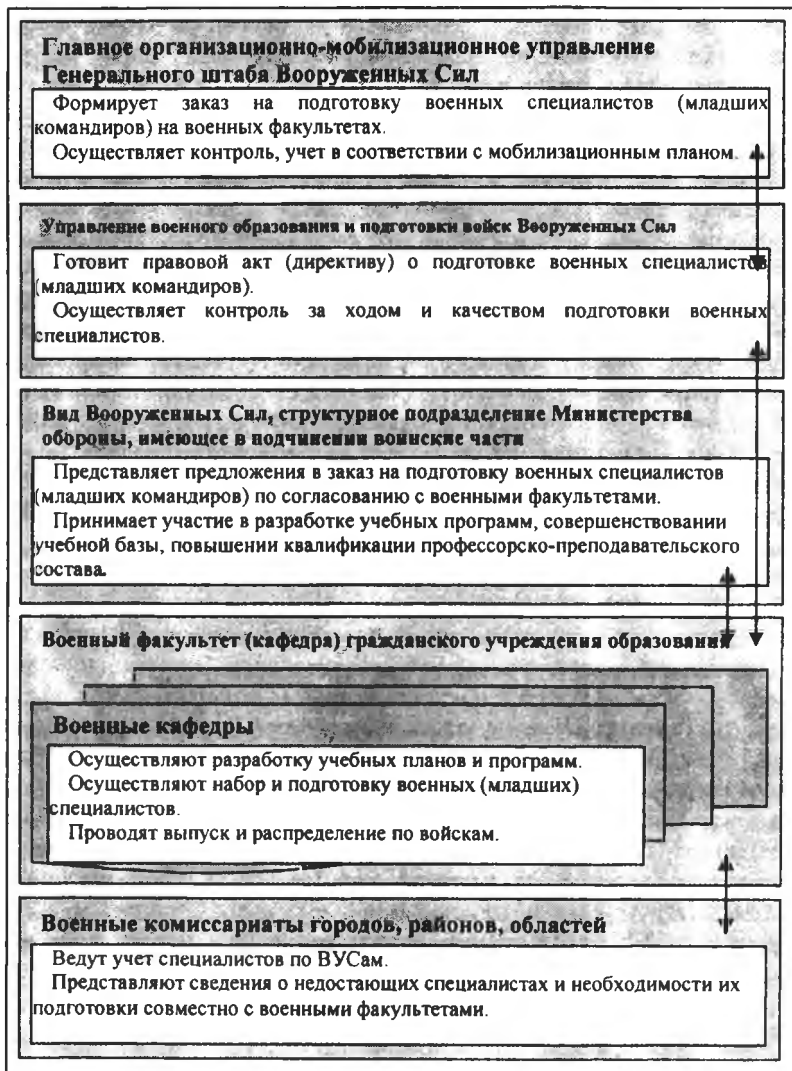 Главное организационно-мобилизационное управление
Генерального штаба Вооруженных Сил
Формирует заказ на подготовку военных специалистов (младших
командиров) на военных факультетах.
Осуществляет контроль, учет в соответствии с мобилизационным планом.
Управление военного образования и подготовки войск Вооруженных Сил
Готовит правовой акт (директиву) о подготовке военных специалистов
(младших командиров).
Осуществляет контроль за ходом и качеством подготовки военных
специалистов.
Вид Вооруженных Сил, структурное подразделение Министерства
обороны, имеющее в подчинении воинские части
Представляет предложения в заказ на подготовку военных специалистов
(младших командиров) по согласованию с военными факультетами.
Принимает участие в разработке учебных программ, совершенствовании
учебной базы, повышении квалификации профессорско-преподавательского
состава.
Военный факультет (кафедра) гражданского учреждения образования
Военные кафедры
Осуществляют разработку учебных планов и программ.
Осуществляют набор и подготовку военных (младших)
специалистов.
Проводят выпуск и распределение по войскам.
Военные комиссариаты городов, районов, областей
Ведут учет специалистов по ВУСам.
Представляют сведения о недостающих специалистах и необходимости их
подготовки совместно с военными факультетами.